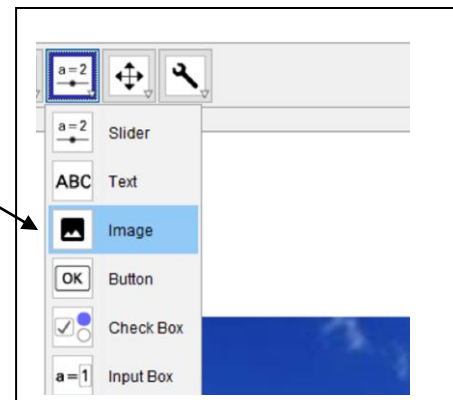 a=2
a=2 Slider
ABC Text
Image
OK Button
Check Box
a=1 Input Box